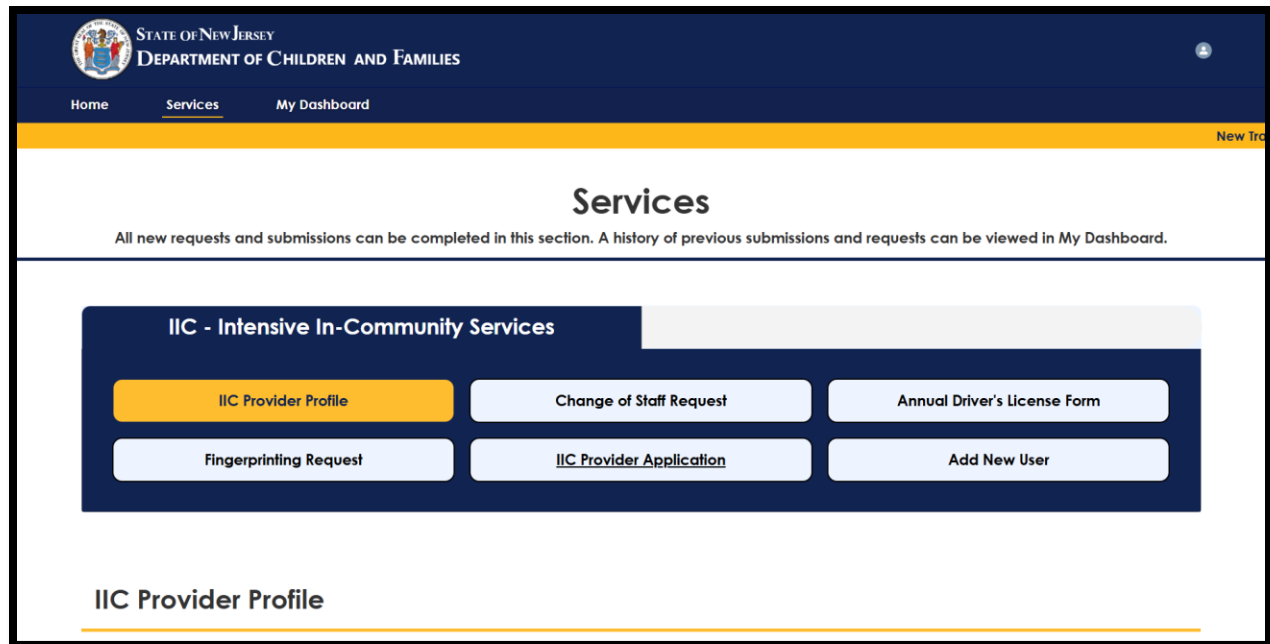 STATE OF NEW JERSEY
DEPARTMENT OF CHILDREN AND FAMILIES
Home Services My Dashboard
New
Services
All new requests and submissions can be completed in this section. A history of previous submissions and requests can be viewed in My Dashboard.
IIC - Intensive In-Community Services
IIC Provider Profile Change of Staff Request Annual Driver's License Form
Fingerprinting Request IIC Provider Application Add New User
IIC Provider Profile